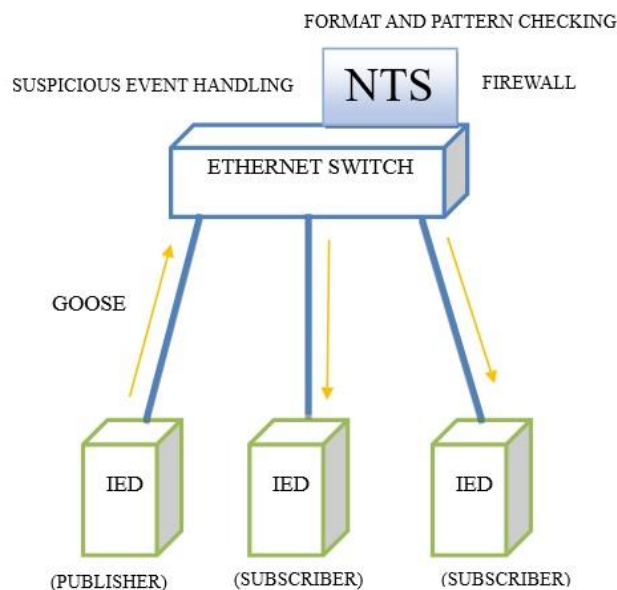 FORMAT AND PATTERN CHECKING
SUSPICIOUS EVENT HANDLING
NTS
FIREWALL
ETHERNET SWITCH
GOOSE
IED
IED
IED
(PUBLISHER)
(SUBSCRIBER)
(SUBSCRIBER)